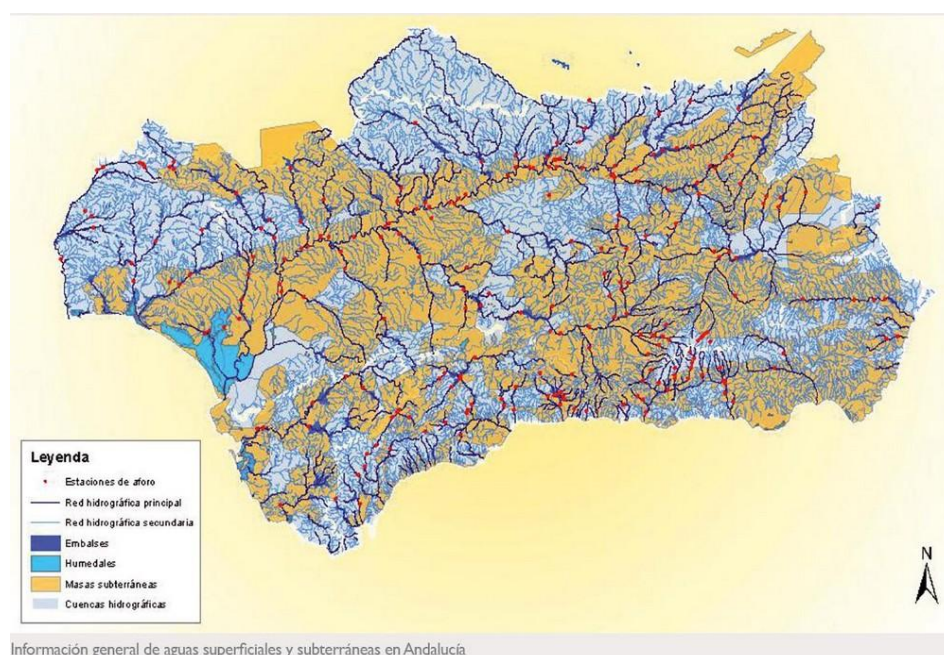 Leyenda
Estaciones de aforo
Red hidrográfica principal
Red hidrográfica secundaria
Embalses
Humedales
Masas subterráneas
Cuencas hidrográficas
N
Información general de aguas superficiales y subterráneas en Andalucía